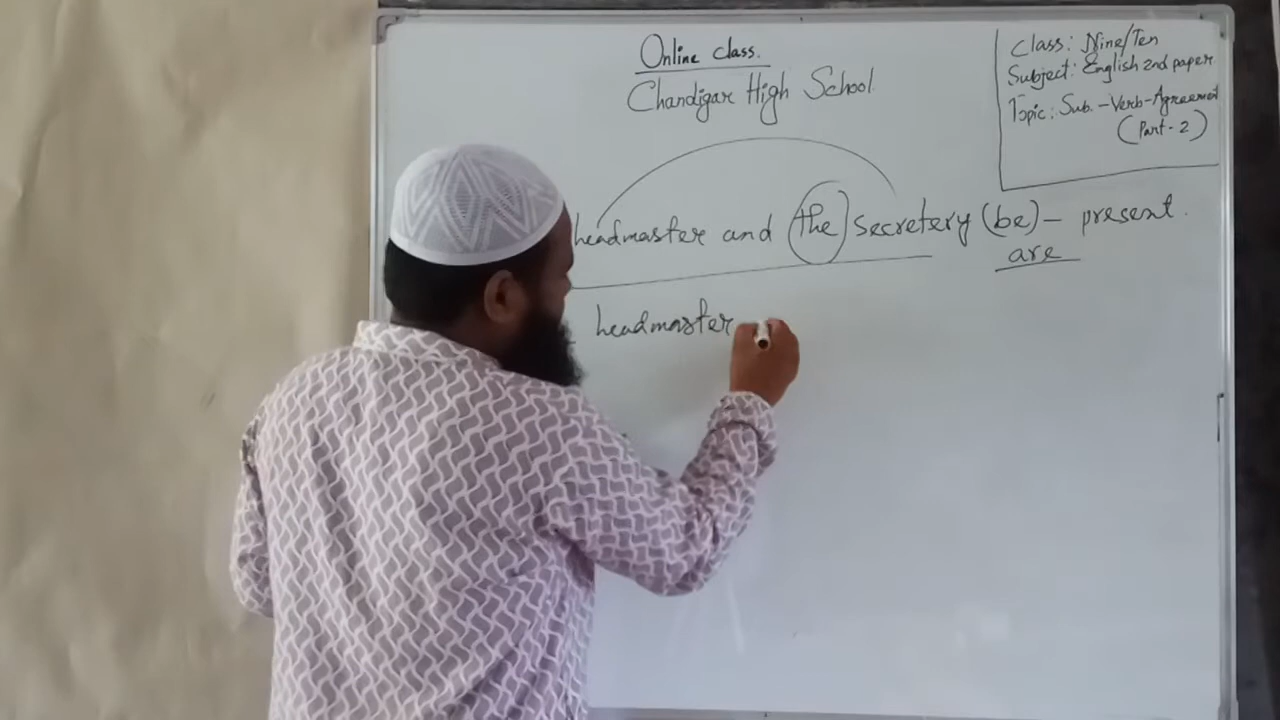 Online class.
Chandigar High School
Class: Nine/Ten
Subject: English 2nd paper
Topic: Sub.-Verb-Agreement
(Part-2)
headmaster and the secretery (be) – present.
are
headmaster